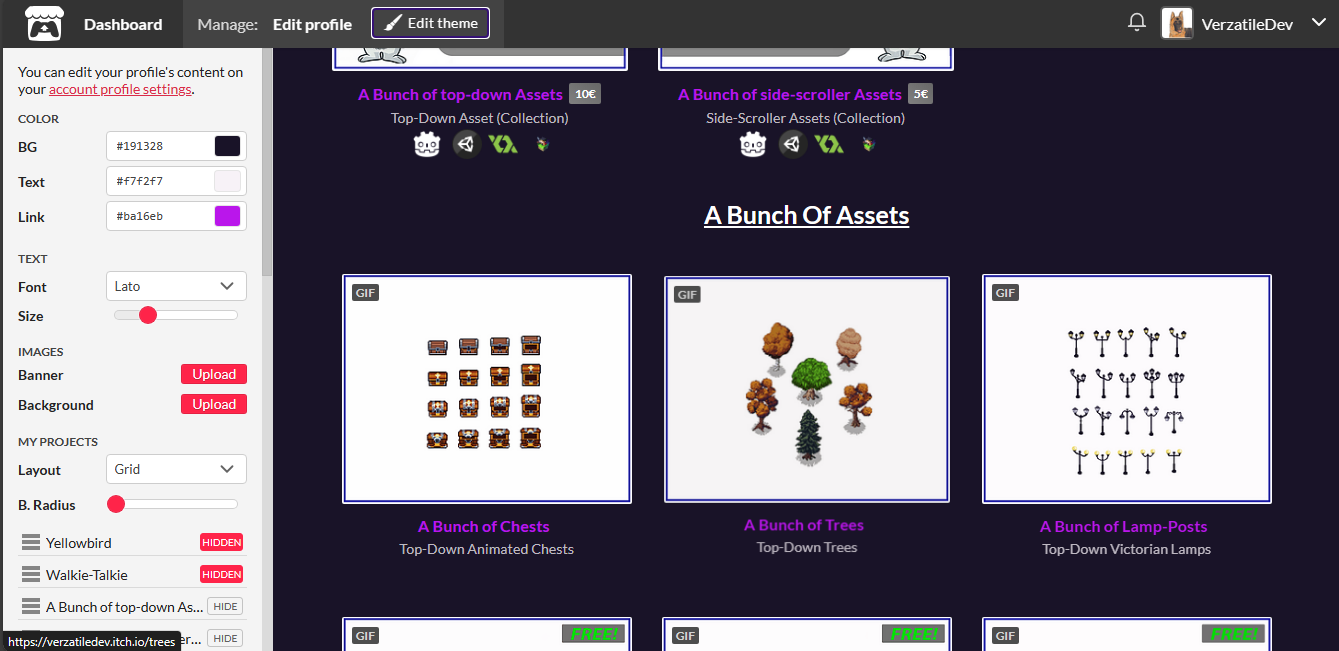 Dashboard
Manage: Edit profile
Edit theme
VerzatileDev
You can edit your profile's content on
your account profile settings.
COLOR
BG #191328
Text #f7f2f7
Link #ba16eb
TEXT
Font Lato
Size
IMAGES
Banner Upload
Background Upload
MY PROJECTS
Layout Grid
B. Radius
Yellowbird HIDDEN
Walkie-Talkie HIDDEN
A Bunch of top-down As... HIDE
er... HIDE
https://verzatiledev.itch.io/trees
A Bunch of top-down Assets 10€
Top-Down Asset (Collection)
A Bunch of side-scroller Assets 5€
Side-Scroller Assets (Collection)
A Bunch Of Assets
GIF
A Bunch of Chests
Top-Down Animated Chests
GIF
A Bunch of Trees
Top-Down Trees
GIF
A Bunch of Lamp-Posts
Top-Down Victorian Lamps
GIF FREE!
GIF FREE!
GIF FREE!